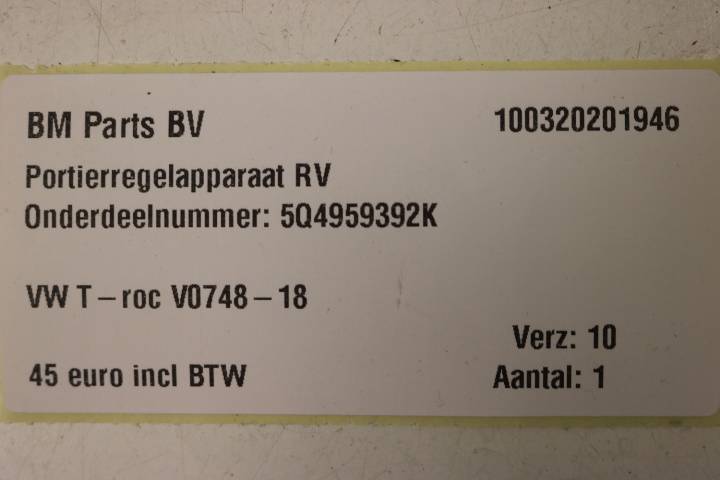 BM Parts BV 100320201946
Portierregelapparaat RV
Onderdeelnummer: 5Q4959392K
VW T-roc V0748-18
Verz: 10
45 euro incl BTW Aantal: 1